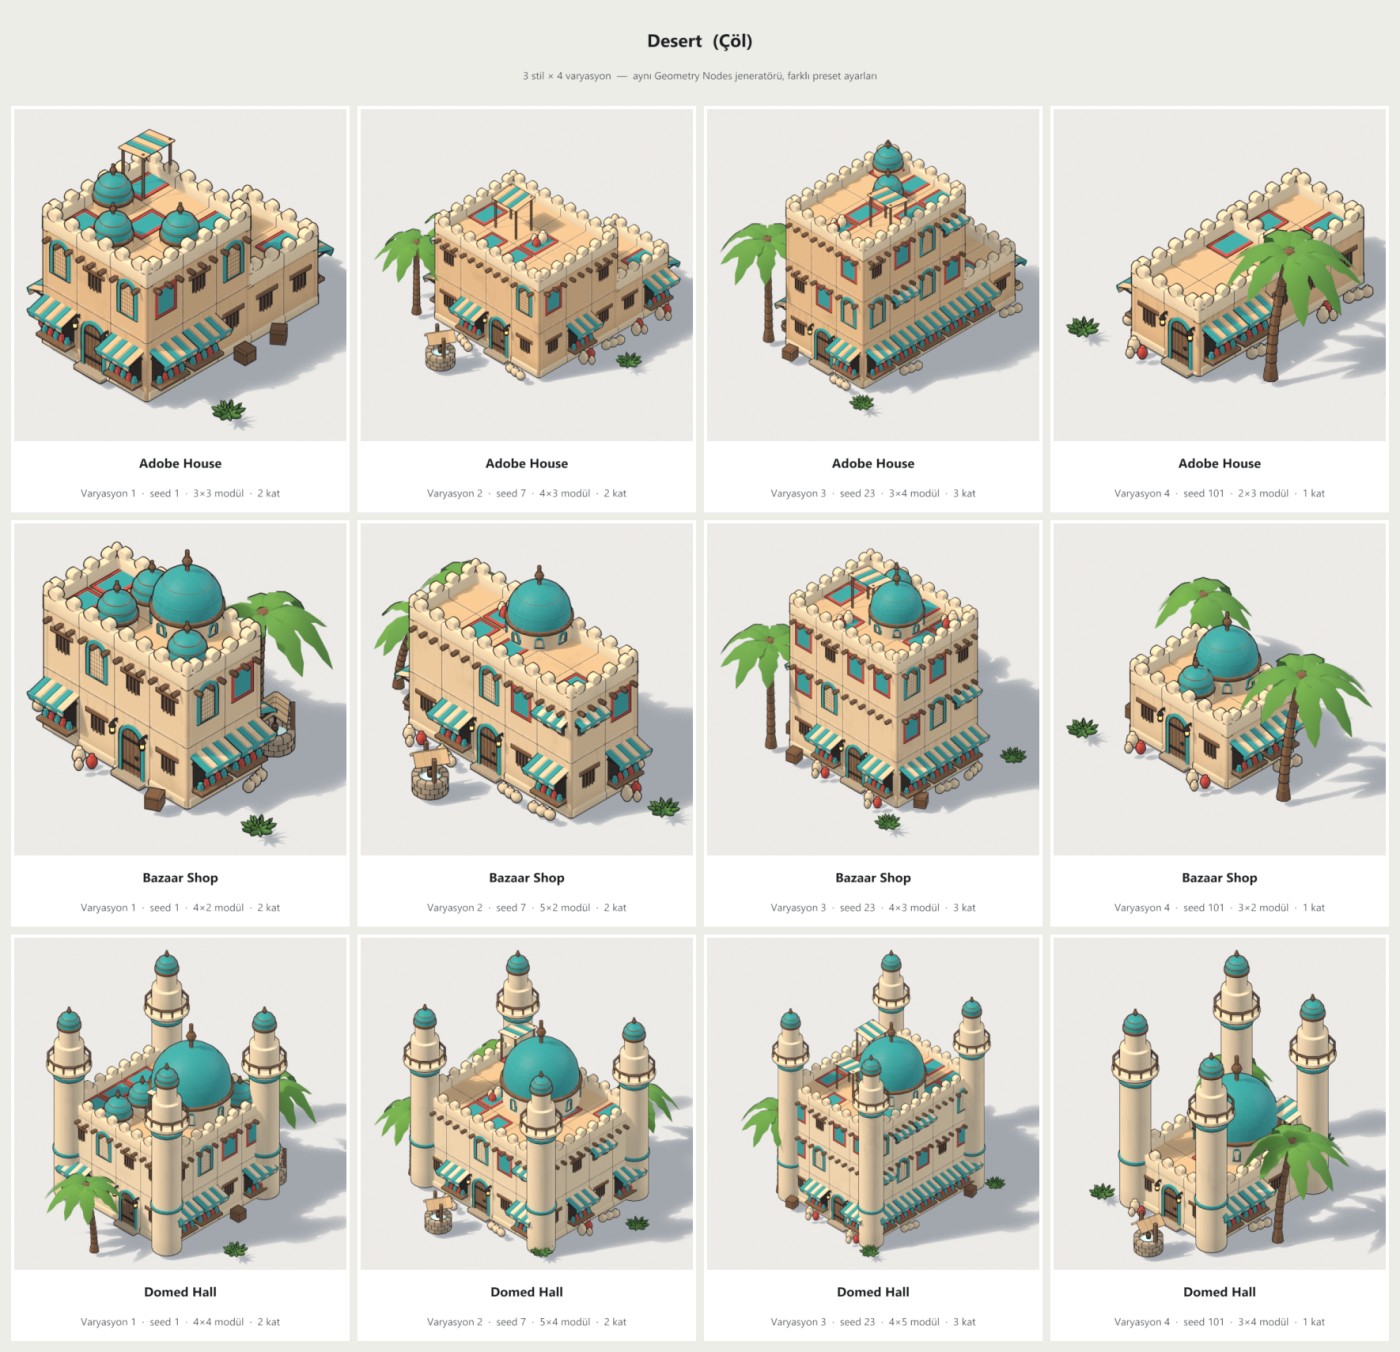 Desert (Çöl)
3 stil × 4 varyasyon — aynı Geometry Nodes jeneratörü, farklı preset ayarları
Adobe House
Varyasyon 1 · seed 1 · 3×3 modül · 2 kat
Adobe House
Varyasyon 2 · seed 7 · 4×3 modül · 2 kat
Adobe House
Varyasyon 3 · seed 23 · 3×4 modül · 3 kat
Adobe House
Varyasyon 4 · seed 101 · 2×3 modül · 1 kat
Bazaar Shop
Varyasyon 1 · seed 1 · 4×2 modül · 2 kat
Bazaar Shop
Varyasyon 2 · seed 7 · 5×2 modül · 2 kat
Bazaar Shop
Varyasyon 3 · seed 23 · 4×3 modül · 3 kat
Bazaar Shop
Varyasyon 4 · seed 101 · 3×2 modül · 1 kat
Domed Hall
Varyasyon 1 · seed 1 · 4×4 modül · 2 kat
Domed Hall
Varyasyon 2 · seed 7 · 5×4 modül · 2 kat
Domed Hall
Varyasyon 3 · seed 23 · 4×5 modül · 3 kat
Domed Hall
Varyasyon 4 · seed 101 · 3×4 modül · 1 kat